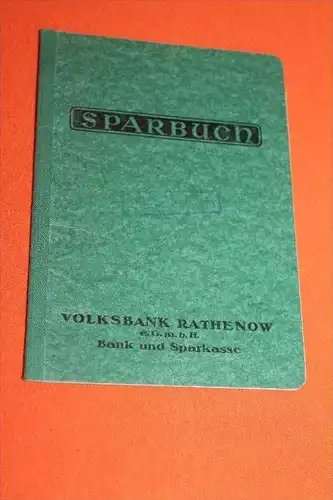 SPARBUCH
VOLKSBANK RATHENOW
e.G.m.b.H.
Bank und Sparkasse